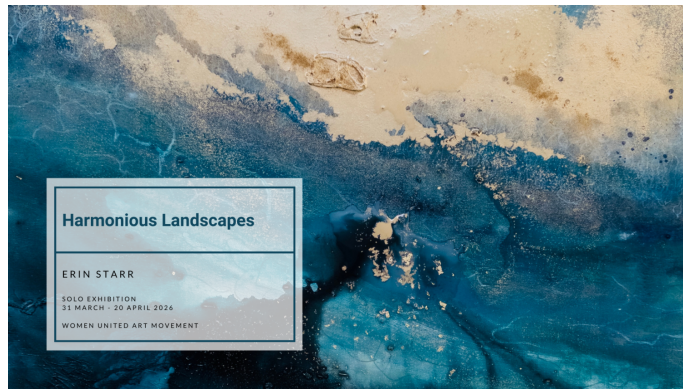 Harmonious Landscapes
ERIN STARR
SOLO EXHIBITION
31 MARCH - 20 APRIL 2026
WOMEN UNITED ART MOVEMENT